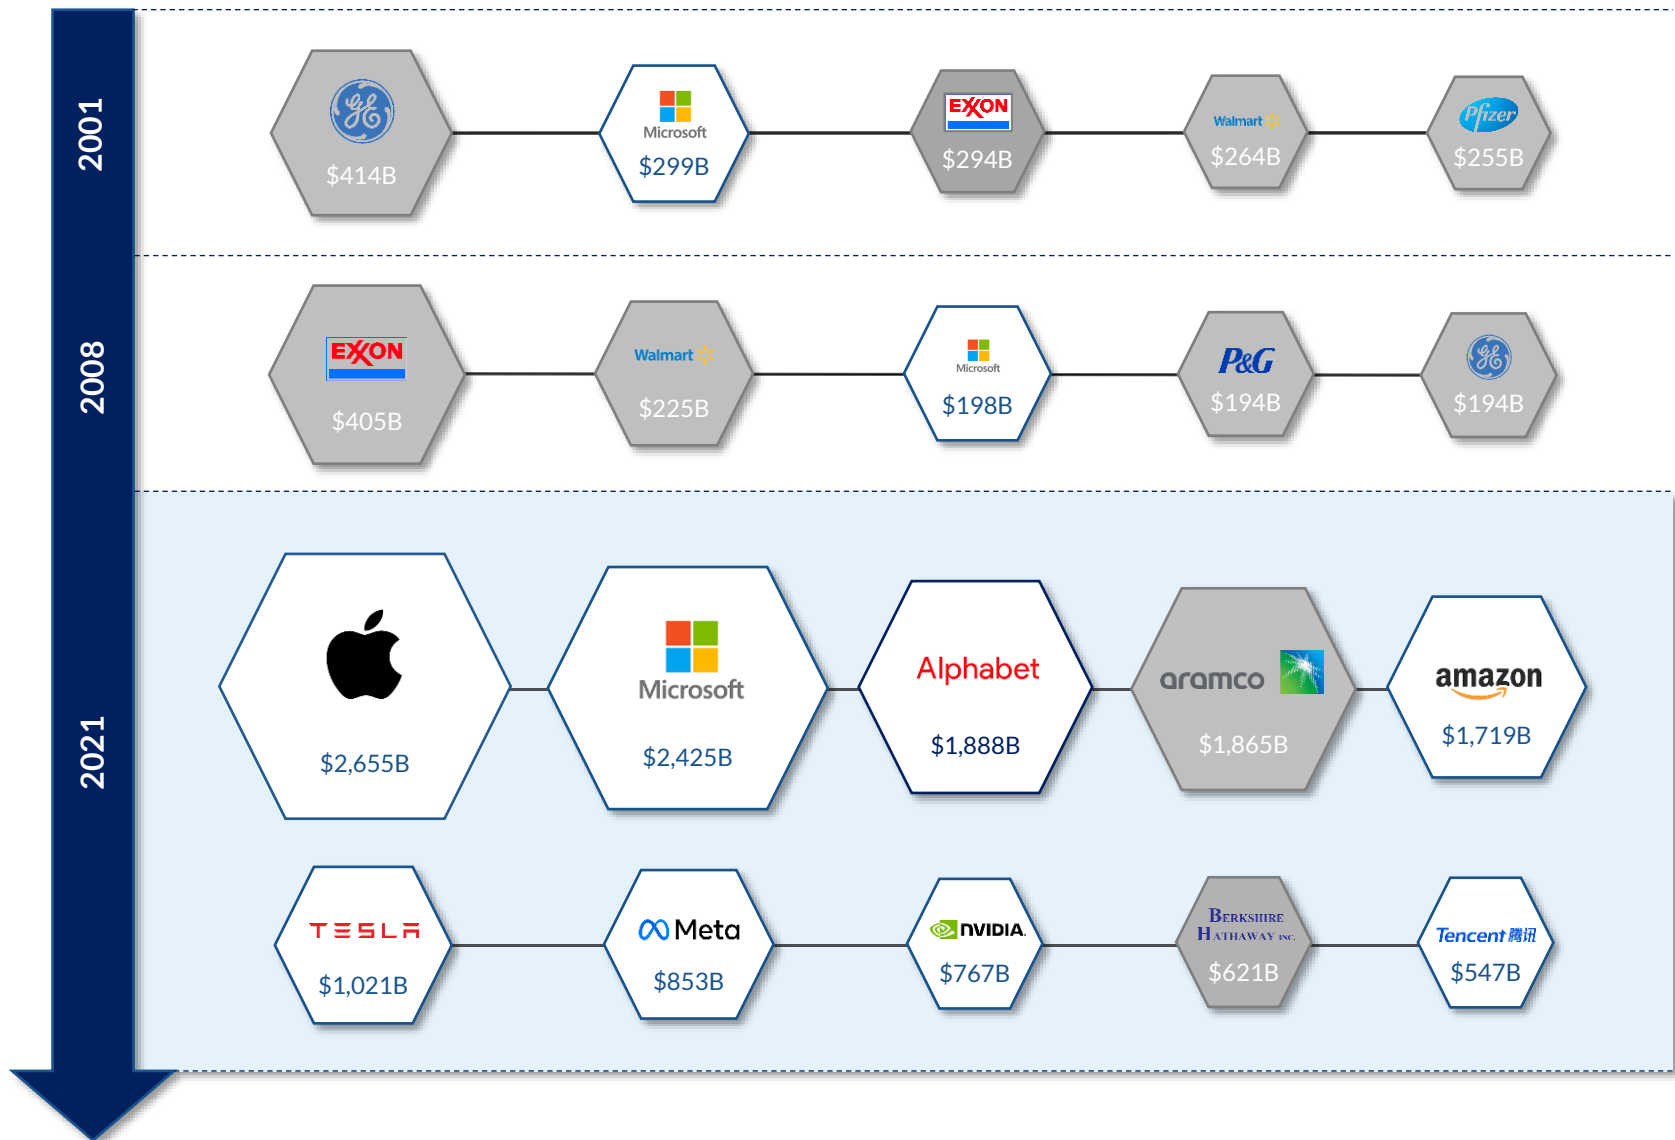 2001
GE
Microsoft
EXXON
Walmart
Pfizer
$414B
$299B
$294B
$264B
$255B
2008
EXXON
Walmart
Microsoft
P&G
GE
$405B
$225B
$198B
$194B
$194B
2021
Microsoft
Alphabet
aramco
amazon
$2,655B
$2,425B
$1,888B
$1,865B
$1,719B
TESLA
Meta
NVIDIA.
BERKSHIRE
HATHAWAY INC.
Tencent 腾讯
$1,021B
$853B
$767B
$621B
$547B